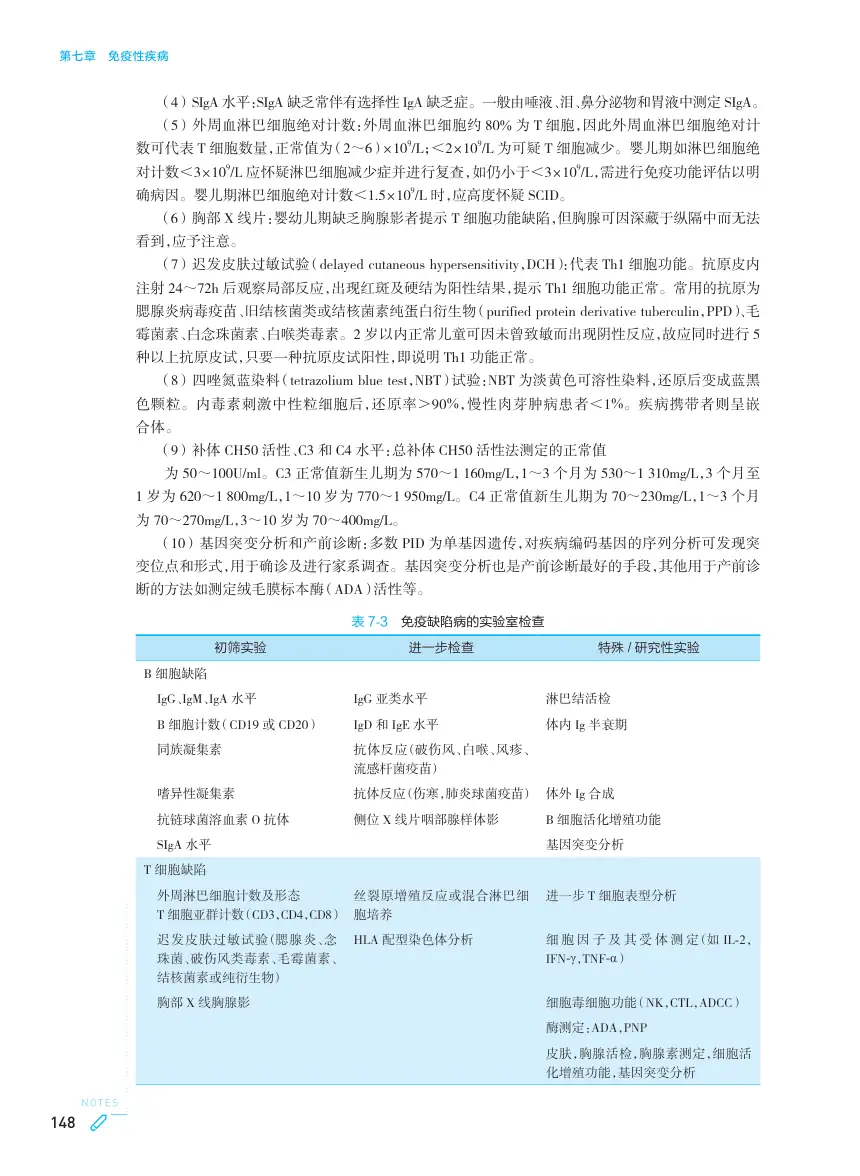 第七章 免疫性疾病
(4)SIgA 水平:SIgA 缺乏常伴有选择性 IgA 缺乏症。一般由唾液、泪、鼻分泌物和胃液中测定 SIgA。
(5)外周血淋巴细胞绝对计数:外周血淋巴细胞约 80% 为 T 细胞,因此外周血淋巴细胞绝对计
数可代表 T 细胞数量,正常值为(2~6)×10⁹/L;<2×10⁹/L 为可疑 T 细胞减少。婴儿期如淋巴细胞绝
对计数<3×10⁹/L 应怀疑淋巴细胞减少症并进行复查,如仍小于<3×10⁹/L,需进行免疫功能评估以明
确病因。婴儿期淋巴细胞绝对计数<1.5×10⁹/L 时,应高度怀疑 SCID。
(6)胸部 X 线片:婴幼儿期缺乏胸腺影者提示 T 细胞功能缺陷,但胸腺可因深藏于纵隔中而无法
看到,应予注意。
(7)迟发皮肤过敏试验(delayed cutaneous hypersensitivity,DCH):代表 Th1 细胞功能。抗原皮内
注射 24~72h 后观察局部反应,出现红斑及硬结为阳性结果,提示 Th1 细胞功能正常。常用的抗原为
腮腺炎病毒疫苗、旧结核菌类或结核菌素纯蛋白衍生物(purified protein derivative tuberculin,PPD)、毛
霉菌素、白念珠菌素、白喉类毒素。2 岁以内正常儿童可因未曾致敏而出现阴性反应,故应同时进行 5
种以上抗原皮试,只要一种抗原皮试阳性,即说明 Th1 功能正常。
(8)四唑氮蓝染料(tetrazolium blue test,NBT)试验:NBT 为淡黄色可溶性染料,还原后变成蓝黑
色颗粒。内毒素刺激中性粒细胞后,还原率>90%,慢性肉芽肿病患者<1%。疾病携带者则呈嵌
合体。
(9)补体 CH50 活性、C3 和 C4 水平:总补体 CH50 活性法测定的正常值
为 50~100U/ml。C3 正常值新生儿期为 570~1 160mg/L,1~3 个月为 530~1 310mg/L,3 个月至
1 岁为 620~1 800mg/L,1~10 岁为 770~1 950mg/L。C4 正常值新生儿期为 70~230mg/L,1~3 个月
为 70~270mg/L,3~10 岁为 70~400mg/L。
(10)基因突变分析和产前诊断:多数 PID 为单基因遗传,对疾病编码基因的序列分析可发现突
变位点和形式,用于确诊及进行家系调查。基因突变分析也是产前诊断最好的手段,其他用于产前诊
断的方法如测定绒毛膜标本酶(ADA)活性等。
表 7-3 免疫缺陷病的实验室检查
初筛实验 进一步检查 特殊 / 研究性实验
B 细胞缺陷
IgG、IgM、IgA 水平 IgG 亚类水平 淋巴结活检
B 细胞计数(CD19 或 CD20) IgD 和 IgE 水平 体内 Ig 半衰期
同族凝集素 抗体反应(破伤风、白喉、风疹、
流感杆菌疫苗)
嗜异性凝集素 抗体反应(伤寒,肺炎球菌疫苗) 体外 Ig 合成
抗链球菌溶血素 O 抗体 侧位 X 线片咽部腺样体影 B 细胞活化增殖功能
SIgA 水平 基因突变分析
T 细胞缺陷
外周淋巴细胞计数及形态 丝裂原增殖反应或混合淋巴细 进一步 T 细胞表型分析
T 细胞亚群计数(CD3,CD4,CD8) 胞培养
迟发皮肤过敏试验(腮腺炎、念 HLA 配型染色体分析 细胞因子及其受体测定(如 IL-2,
珠菌、破伤风类毒素、毛霉菌素、 IFN-γ,TNF-α)
结核菌素或纯衍生物)
胸部 X 线胸腺影 细胞毒细胞功能(NK,CTL,ADCC)
酶测定:ADA,PNP
皮肤,胸腺活检,胸腺素测定,细胞活
化增殖功能,基因突变分析
NOTES
148